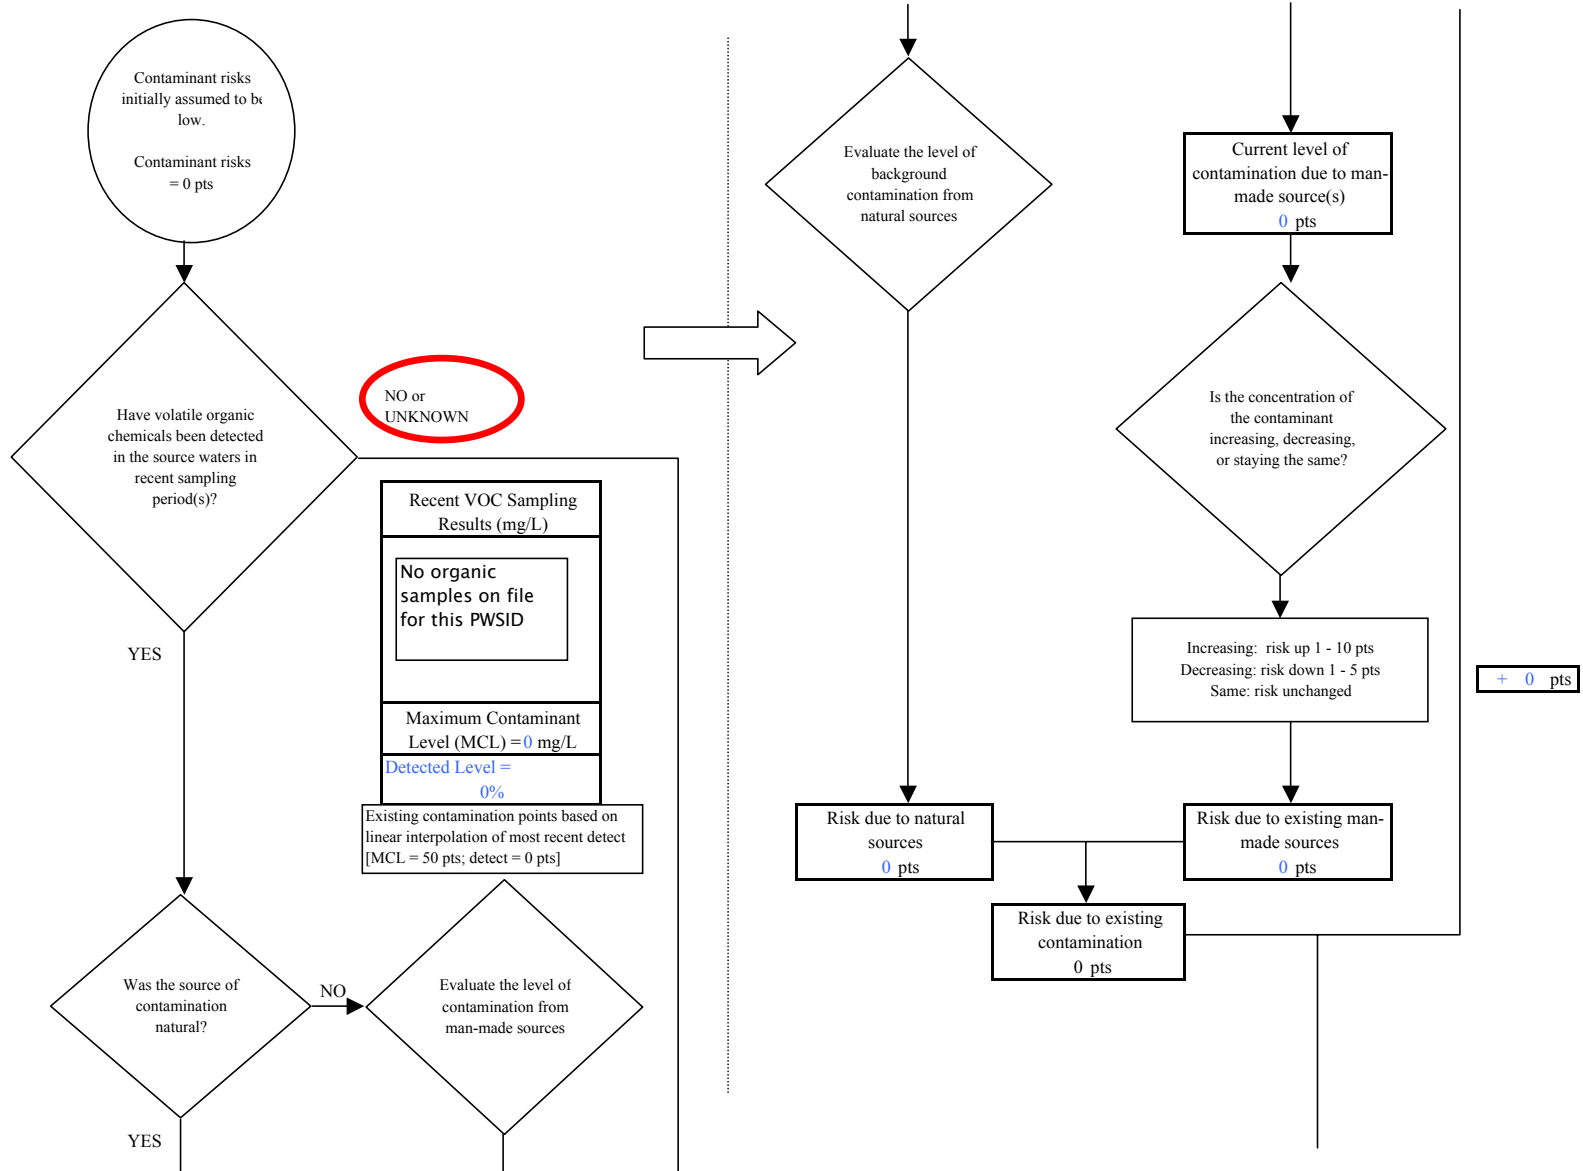 Contaminant risks
initially assumed to be
low.
Contaminant risks
= 0 pts
Have volatile organic
chemicals been detected
in the source waters in
recent sampling
period(s)?
NO or
UNKNOWN
YES
Recent VOC Sampling
Results (mg/L)
No organic
samples on file
for this PWSID
Maximum Contaminant
Level (MCL) = 0 mg/L
Detected Level =
0%
Existing contamination points based on
linear interpolation of most recent detect
[MCL = 50 pts; detect = 0 pts]
Was the source of
contamination
natural?
NO
Evaluate the level of
contamination from
man-made sources
YES
Evaluate the level of
background
contamination from
natural sources
Current level of
contamination due to man-
made source(s)
0 pts
Is the concentration of
the contaminant
increasing, decreasing,
or staying the same?
Increasing: risk up 1 - 10 pts
Decreasing: risk down 1 - 5 pts
Same: risk unchanged
+ 0 pts
Risk due to natural
sources
0 pts
Risk due to existing man-
made sources
0 pts
Risk due to existing
contamination
0 pts